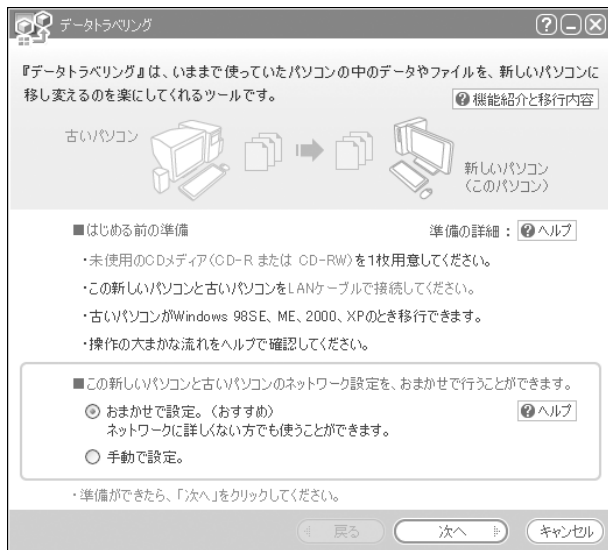 データトラベリング
『データトラベリング』は、いままで使っていたパソコンの中のデータやファイルを、新しいパソコンに
移し変えるのを楽にしてくれるツールです。
機能紹介と移行内容
古いパソコン
新しいパソコン
(このパソコン)
■はじめる前の準備
準備の詳細：
ヘルプ
・未使用のCDメディア(CD-R または CD-RW)を1枚用意してください。
・この新しいパソコンと古いパソコンをLANケーブルで接続してください。
・古いパソコンがWindows 98SE、ME、2000、XPのとき移行できます。
・操作の大まかな流れをヘルプで確認してください。
■この新しいパソコンと古いパソコンのネットワーク設定を、おまかせで行うことができます。
おまかせで設定。(おすすめ)
ヘルプ
ネットワークに詳しくない方でも使うことができます。
手動で設定。
・準備ができたら、「次へ」をクリックしてください。
戻る
次へ
キャンセル